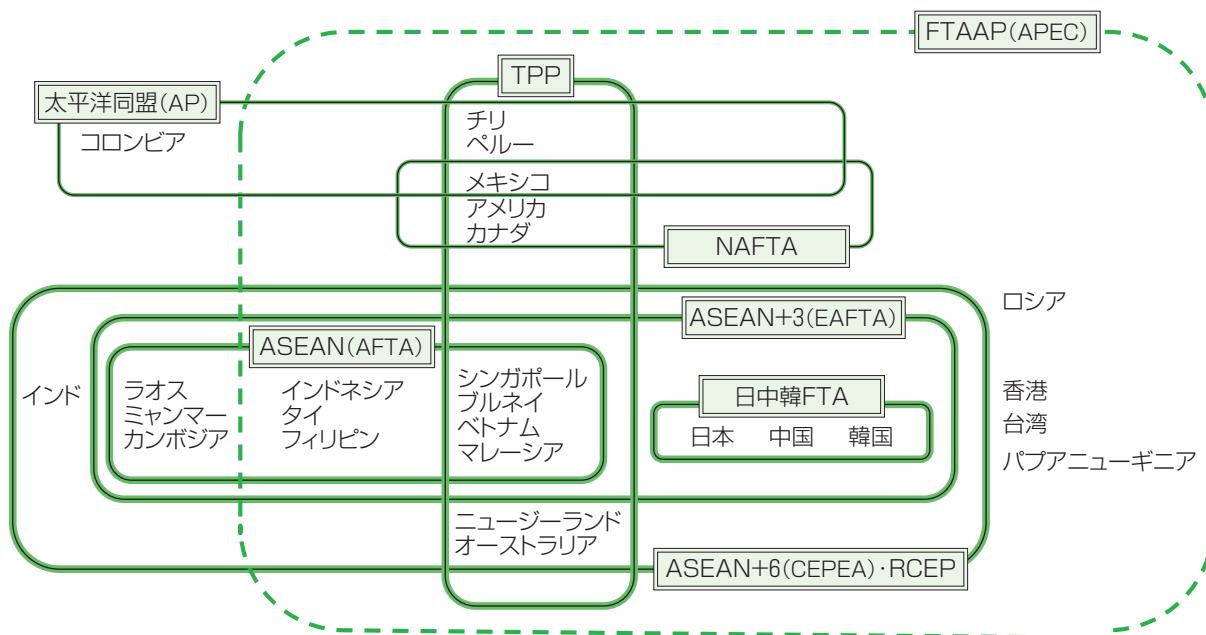 FTAAP(APEC)
TPP
太平洋同盟(AP)
コロンビア
チリ
ペルー
メキシコ
アメリカ
カナダ
NAFTA
ロシア
ASEAN+3(EAFTA)
ASEAN(AFTA)
インド
ラオス
ミャンマー
カンボジア
インドネシア
タイ
フィリピン
シンガポール
ブルネイ
ベトナム
マレーシア
日中韓FTA
日本 中国 韓国
香港
台湾
パプアニューギニア
ニュージーランド
オーストラリア
ASEAN+6(CEPEA)・RCEP